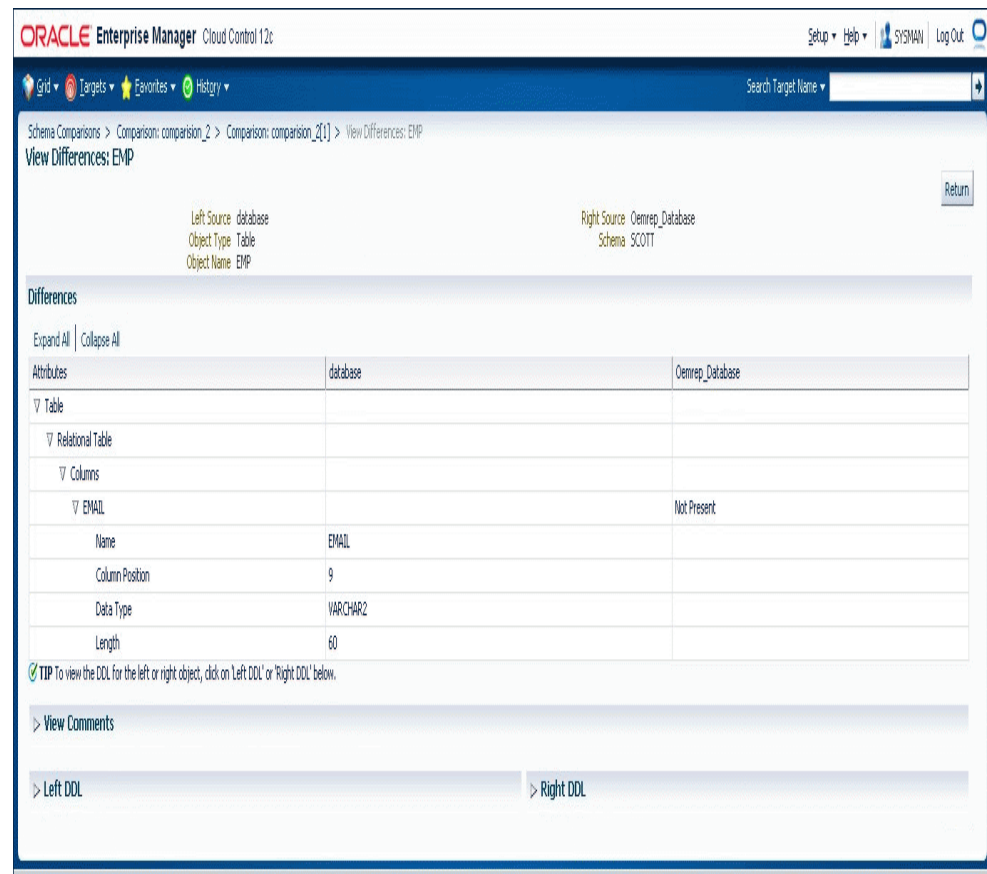 ORACLE Enterprise Manager Cloud Control 12c
Setup Help SYSMAN Log Out
Grid Targets Favorites History Search Target Name
Schema Comparisons > Comparison: comparision_2 > Comparison: comparision_2[1] > View Differences: EMP
View Differences: EMP
Return
Left Source database Right Source Oemrep_Database
Object Type Table Schema SCOTT
Object Name EMP
Differences
Expand All | Collapse All
Attributes database Oemrep_Database
Table
Relational Table
Columns
EMAIL Not Present
Name EMAIL
Column Position 9
Data Type VARCHAR2
Length 60
TIP To view the DDL for the left or right object, click on 'Left DDL' or 'Right DDL' below.
View Comments
Left DDL Right DDL